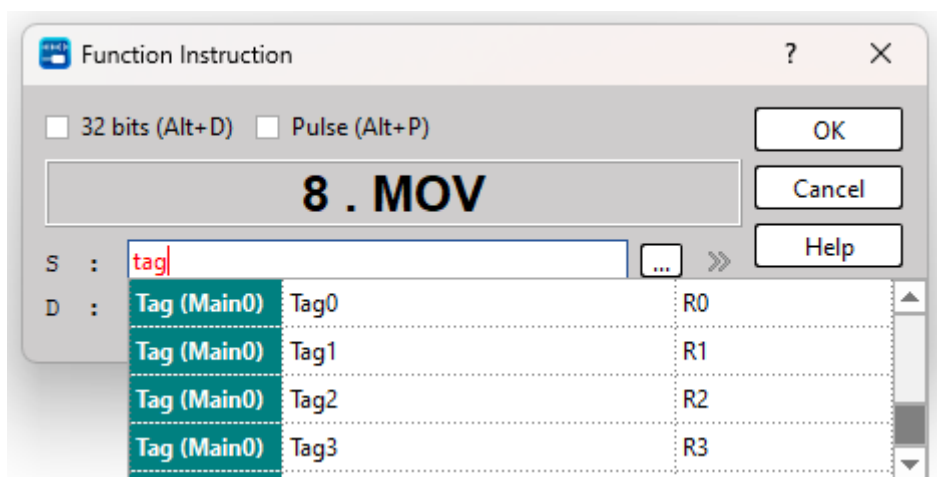 Function Instruction ? ×
32 bits (Alt+D) Pulse (Alt+P) OK
8 . MOV Cancel
S : tag ... » Help
D : Tag (Main0) Tag0 R0
Tag (Main0) Tag1 R1
Tag (Main0) Tag2 R2
Tag (Main0) Tag3 R3